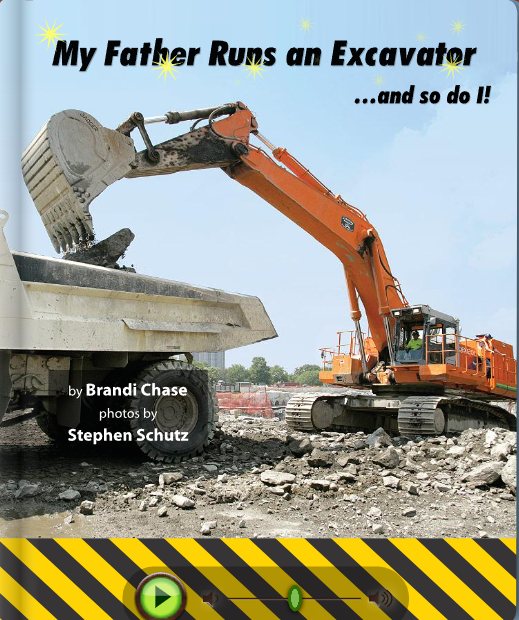 My Father Runs an Excavator
...and so do I!
by Brandi Chase
photos by
Stephen Schutz